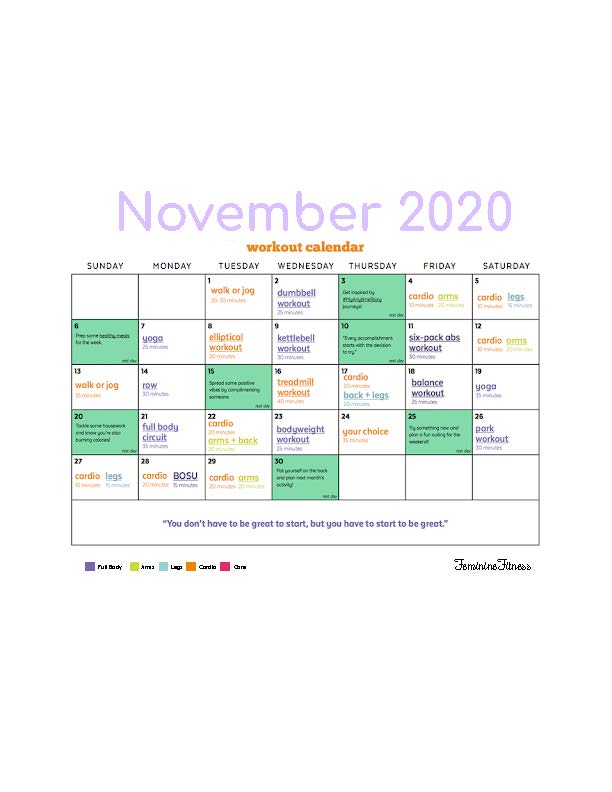 November 2020
workout calendar
SUNDAY MONDAY TUESDAY WEDNESDAY THURSDAY FRIDAY SATURDAY
1
walk or jog
20-30 minutes
2
dumbbell
workout
25 minutes
3
Get inspired by
#MyAnytimeStory
journeys!
rest day
4
cardio arms
10 minutes 20 minutes
5
cardio legs
10 minutes 15 minutes
6
Prep some healthy meals
for the week.
rest day
7
yoga
25 minutes
8
elliptical
workout
20 minutes
9
kettlebell
workout
30 minutes
10
"Every accomplishment
starts with the decision
to try."
rest day
11
six-pack abs
workout
30 minutes
12
cardio arms
10 minutes 20 minutes
13
walk or jog
35 minutes
14
row
30 minutes
15
Spread some positive
vibes by complimenting
someone.
rest day
16
treadmill
workout
40 minutes
17
cardio
20 minutes
back + legs
20 minutes
18
balance
workout
25 minutes
19
yoga
35 minutes
20
Tackle some housework
and know you're also
burning calories!
rest day
21
full body
circuit
35 minutes
22
cardio
20 minutes
arms + back
20 minutes
23
bodyweight
workout
25 minutes
24
your choice
35 minutes
25
Try something new and
plan a fun outing for the
weekend!
rest day
26
park
workout
30 minutes
27
cardio legs
10 minutes 15 minutes
28
cardio BOSU
20 minutes 15 minutes
29
cardio arms
20 minutes 20 minutes
30
Pat yourself on the back
and plan next month's
activity!
rest day
"You don't have to be great to start, but you have to start to be great."
Full Body Arms Legs Cardio Core
FeminineFitness